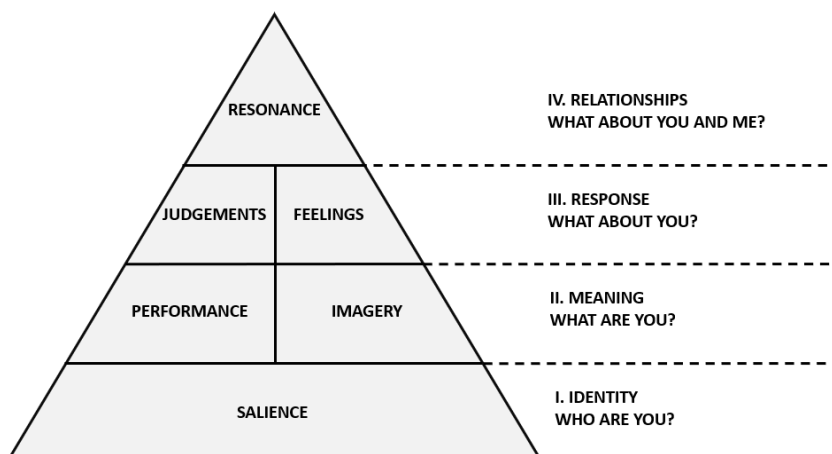 RESONANCE
IV. RELATIONSHIPS
WHAT ABOUT YOU AND ME?
JUDGEMENTS
FEELINGS
III. RESPONSE
WHAT ABOUT YOU?
PERFORMANCE
IMAGERY
II. MEANING
WHAT ARE YOU?
SALIENCE
I. IDENTITY
WHO ARE YOU?